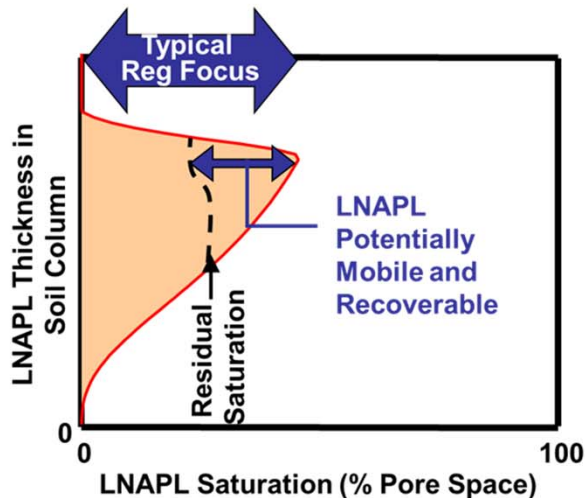 Typical
Reg Focus
LNAPL Thickness in
Soil Column
LNAPL
Potentially
Mobile and
Recoverable
Residual
Saturation
0
0
100
LNAPL Saturation (% Pore Space)